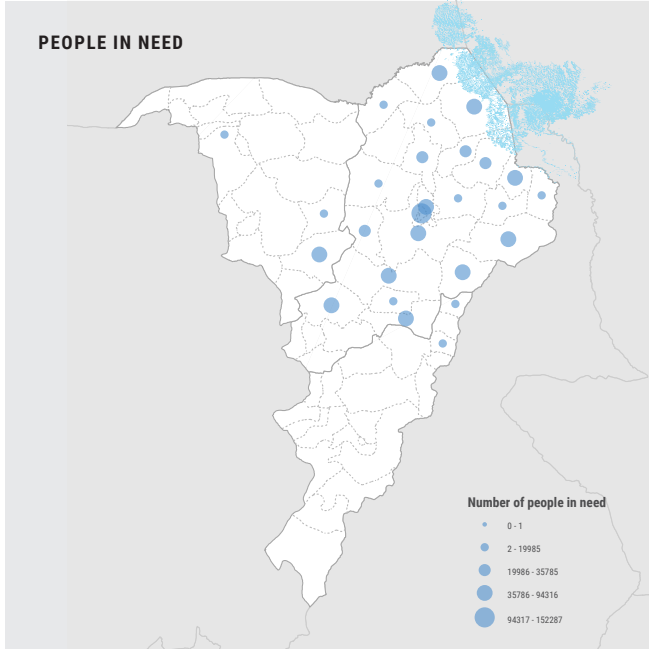 PEOPLE IN NEED
Number of people in need
0 - 1
2 - 19985
19986 - 35785
35786 - 94316
94317 - 152287